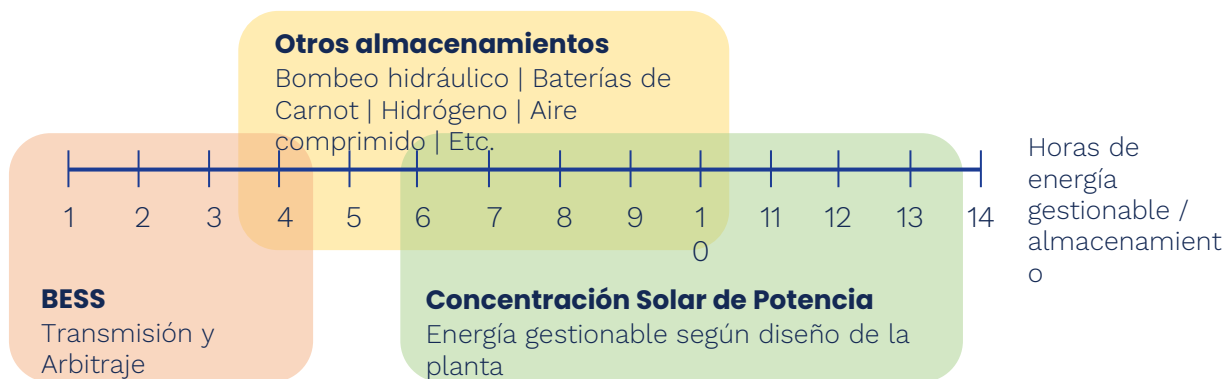 Otros almacenamientos
Bombeo hidráulico | Baterías de
Carnot | Hidrógeno | Aire
comprimido | Etc.
1 2 3 4 5 6 7 8 9 1 11 12 13 14
0
Horas de
energía
gestionable /
almacenamient
o
BESS
Transmisión y
Arbitraje
Concentración Solar de Potencia
Energía gestionable según diseño de la
planta